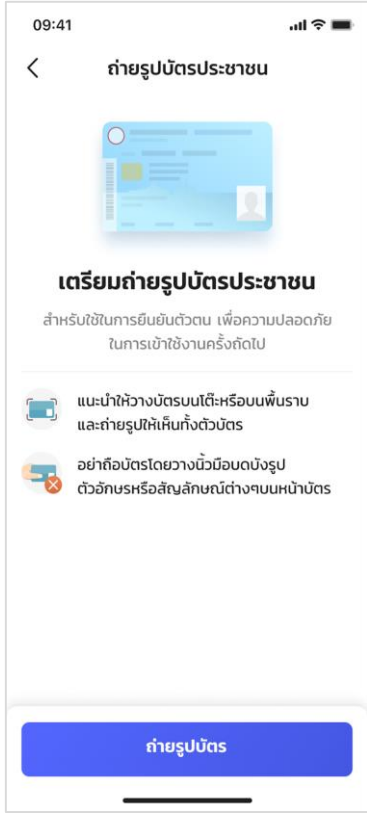 09:41
ถ่ายรูปบัตรประชาชน
เตรียมถ่ายรูปบัตรประชาชน
สำหรับใช้ในการยืนยันตัวตน เพื่อความปลอดภัย
ในการเข้าใช้งานครั้งถัดไป
แนะนำให้วางบัตรบนโต๊ะหรือบนพื้นราบ
และถ่ายรูปให้เห็นทั้งตัวบัตร
อย่าถือบัตรโดยวางนิ้วมือบดบังรูป
ตัวอักษรหรือสัญลักษณ์ต่างๆบนหน้าบัตร
ถ่ายรูปบัตร